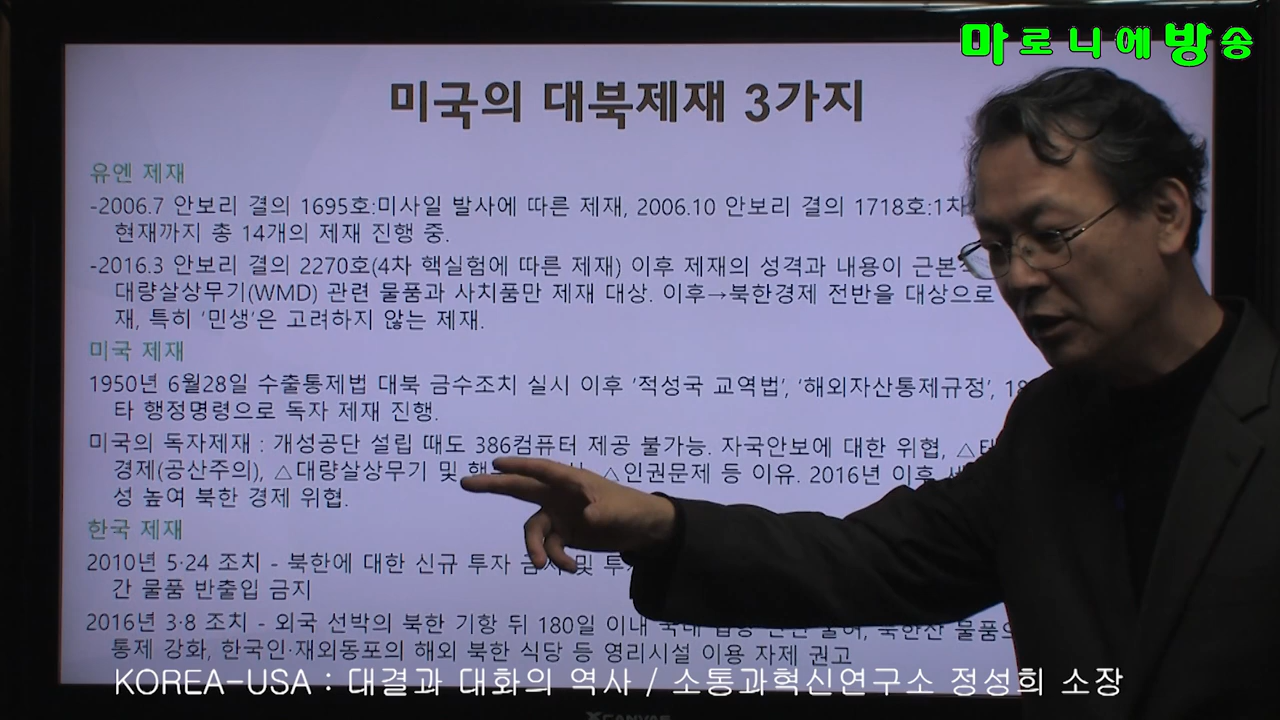 마로니에방송
미국의 대북제재 3가지
유엔 제재
-2006.7 안보리 결의 1695호:미사일 발사에 따른 제재, 2006.10 안보리 결의 1718호:1차
현재까지 총 14개의 제재 진행 중.
-2016.3 안보리 결의 2270호(4차 핵실험에 따른 제재) 이후 제재의 성격과 내용이
대량살상무기(WMD) 관련 물품과 사치품만 제재 대상. 이후→북한경제 전반을 대상으로
재, 특히 '민생'은 고려하지 않는 제재.
미국 제재
1950년 6월28일 수출통제법 대북 금수조치 실시 이후 '적성국 교역법', '해외자산통제규정',
타 행정명령으로 독자 제재 진행.
미국의 독자제재 : 개성공단 설립 때도 386컴퓨터 제공 불가능. 자국안보에 대한 위협,
경제(공산주의), △대량살상무기 및 △인권문제 등 이유. 2016년 이후
성 높여 북한 경제 위협.
한국 제재
2010년 5·24 조치 - 북한에 대한 신규 투자 금지 및
간 물품 반출입 금지
2016년 3·8 조치 - 외국 선박의 북한 기항 뒤 180일 이내 국내 입항 전면 불허, 북한산 물품
통제 강화, 한국인·재외동포의 해외 북한 식당 등 영리시설 이용 자제 권고
KOREA-USA : 대결과 대화의 역사 / 소통과혁신연구소 정성희 소장